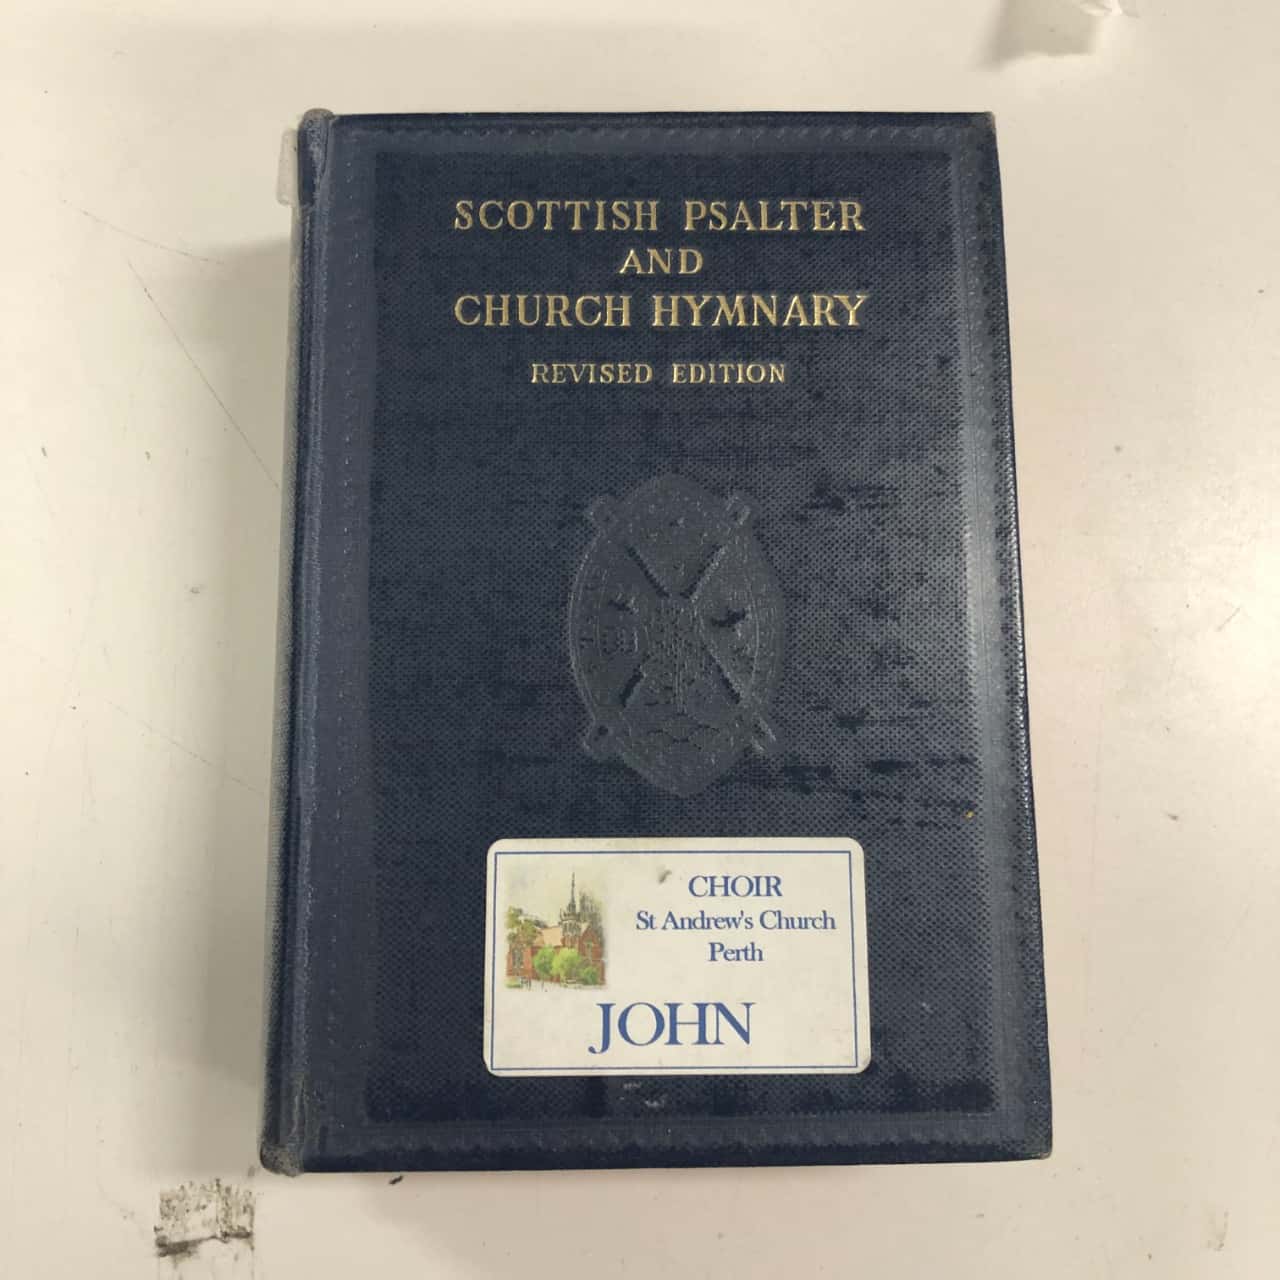 SCOTTISH PSALTER
AND
CHURCH HYMNARY
REVISED EDITION
CHOIR
St Andrew's Church
Perth
JOHN